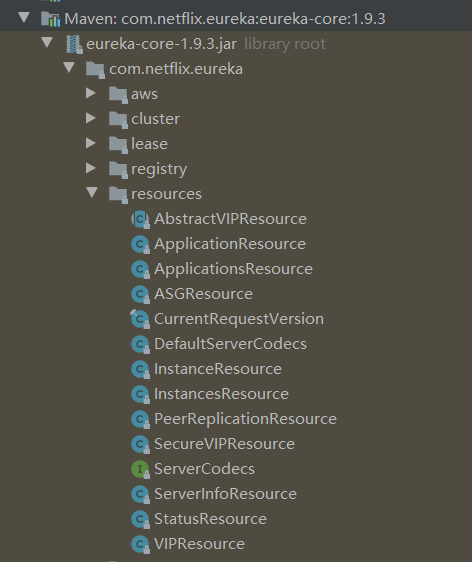 Maven: com.netflix.eureka:eureka-core:1.9.3
eureka-core-1.9.3.jar library root
com.netflix.eureka
aws
cluster
lease
registry
resources
AbstractVIPResource
ApplicationResource
ApplicationsResource
ASGResource
CurrentRequestVersion
DefaultServerCodecs
InstanceResource
InstancesResource
PeerReplicationResource
SecureVIPResource
ServerCodecs
ServerInfoResource
StatusResource
VIPResource